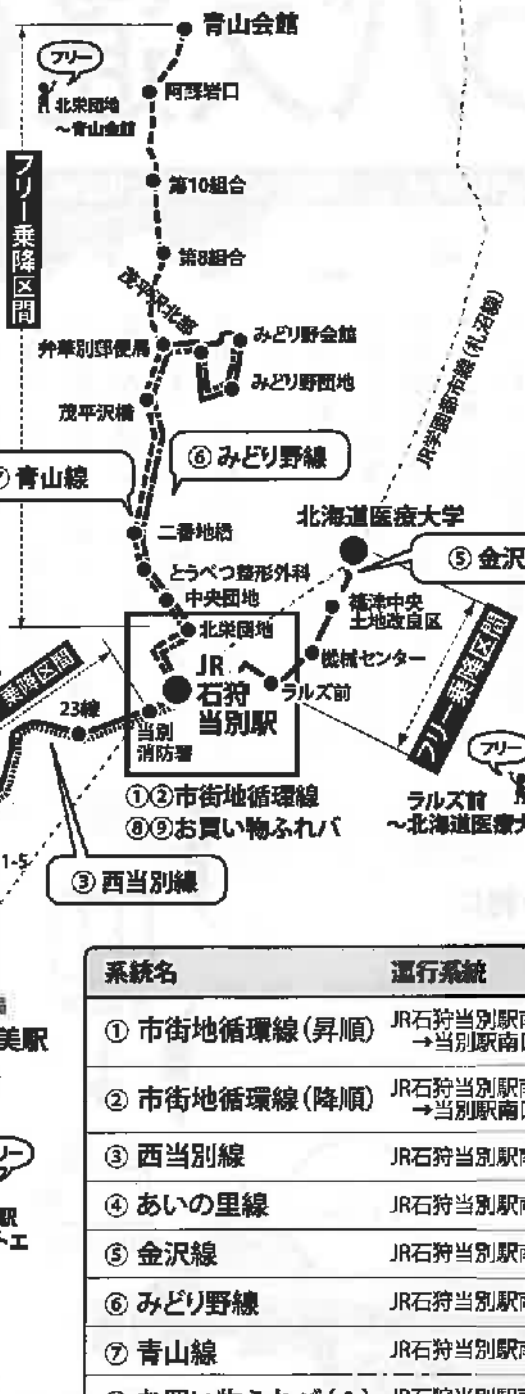 青山会館
フリー
北栄団地
～青山会館
阿蘇岩口
第10組合
フリー乗降区間
第8組合
茂平沢北部
弁華別郵便局
みどり野会館
みどり野団地
茂平沢橋
JR学園都市線(札沼線)
⑥ みどり野線
青山線
二番地橋
北海道医療大学
⑤ 金沢
とうべつ整形外科
中央団地
篠津中央
土地改良区
北栄団地
機械センター
JR
石狩
当別駅
ラルズ前
乗降区間
フリー乗降区間
23線
当別
消防署
フリー
①②市街地循環線
⑧⑨お買い物ふれバ
ラルズ前
～北海道医療大
1-5
③ 西当別線
系統名
運行系統
美駅
① 市街地循環線(昇順)
JR石狩当別駅南
→当別駅南口
② 市街地循環線(降順)
JR石狩当別駅南
→当別駅南口
③ 西当別線
JR石狩当別駅南
駅
④ あいの里線
JR石狩当別駅南
⑤ 金沢線
JR石狩当別駅南
⑥ みどり野線
JR石狩当別駅南
⑦ 青山線
JR石狩当別駅南